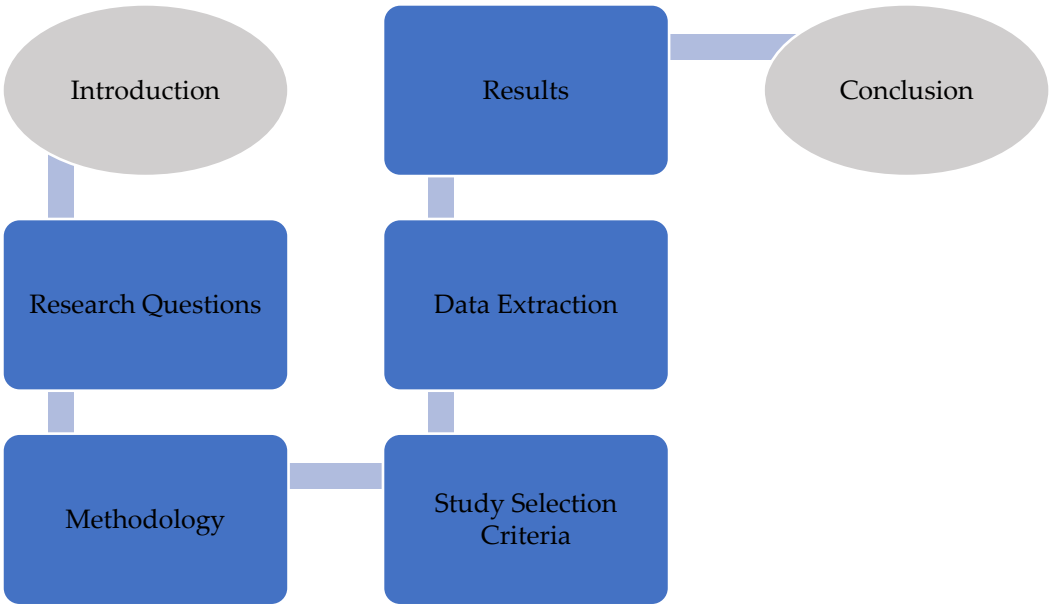 Introduction
Research Questions
Methodology
Study Selection
Criteria
Data Extraction
Results
Conclusion